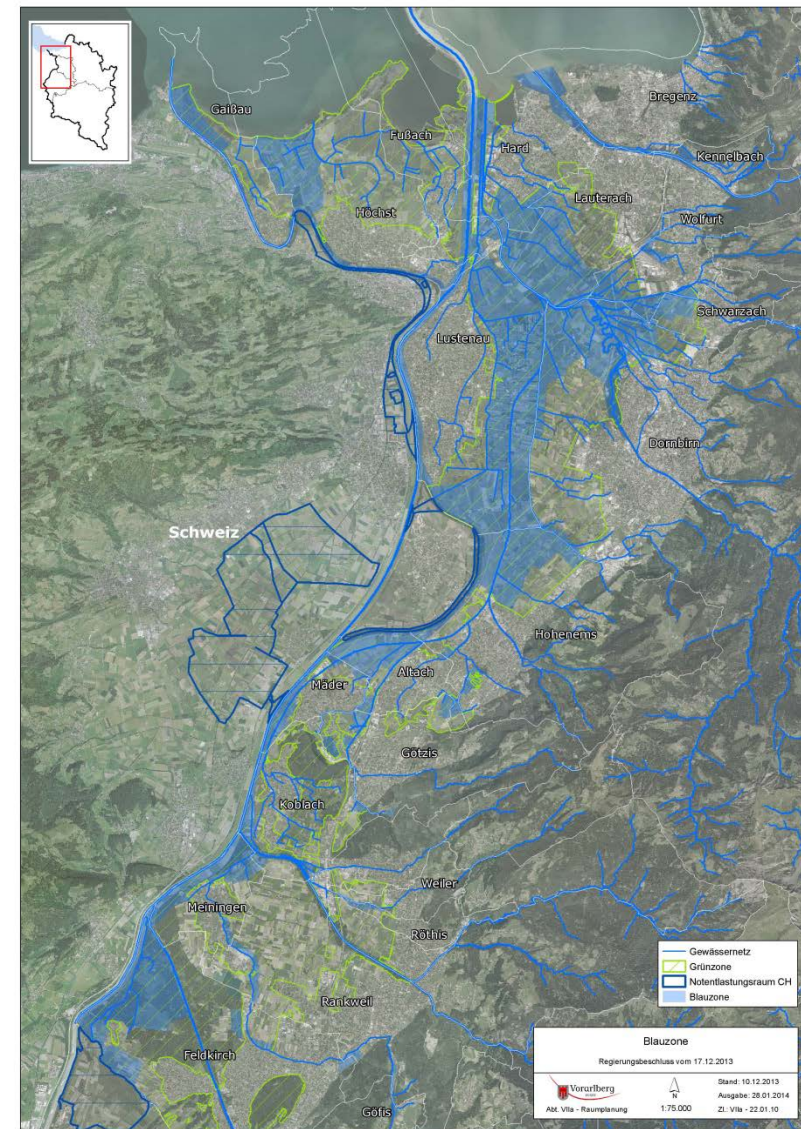 Gaißau
Fußach
Hard
Bregenz
Kennelbach
Höchst
Lauterach
Wolfurt
Schwarzach
Lustenau
Dornbirn
Schweiz
Hohenems
Mäder
Altach
Götzis
Koblach
Weiler
Meiningen
Röthis
Rankweil
Feldkirch
Göfis
Gewässernetz
Grünzone
Notentlastungsraum CH
Blauzone
Blauzone
Regierungsbeschluss vom 17.12.2013
Vorarlberg
N
Abt. VIIa - Raumplanung
1:75.000
Stand: 10.12.2013
Ausgabe: 28.01.2014
Zl.: VIIa - 22.01.10